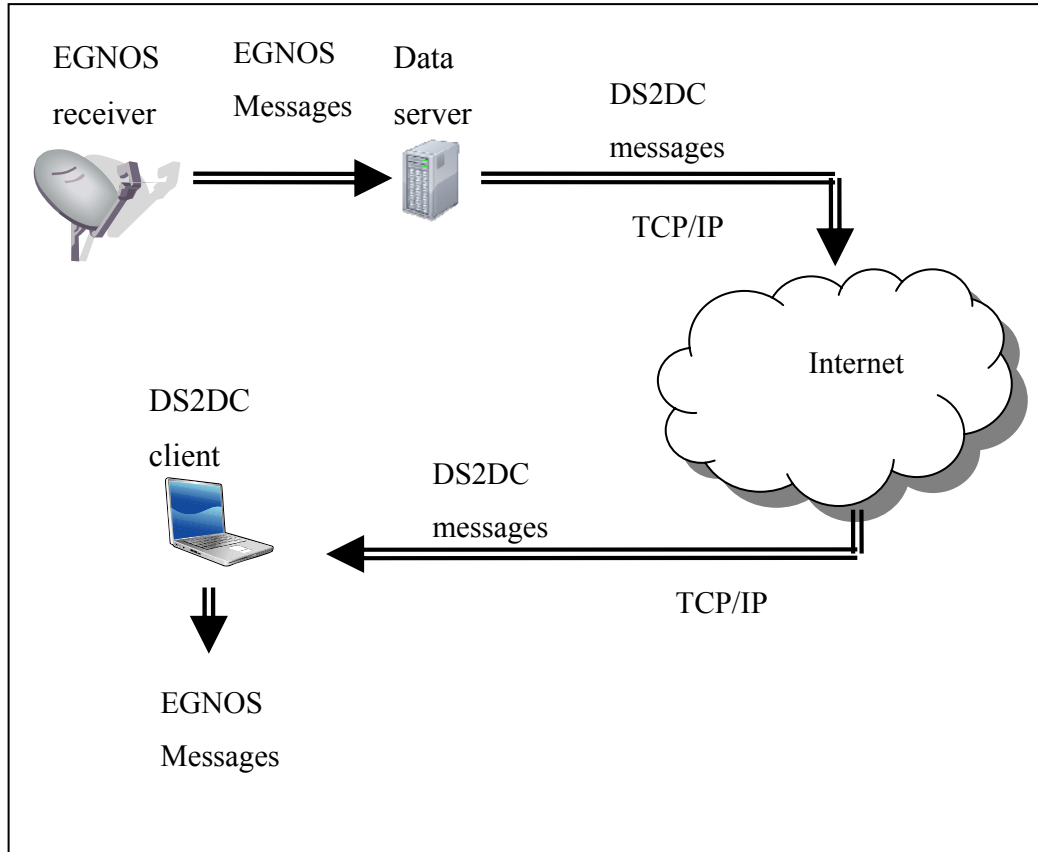 EGNOS
receiver
EGNOS
Messages
Data
server
DS2DC
messages
TCP/IP
Internet
DS2DC
client
DS2DC
messages
TCP/IP
EGNOS
Messages